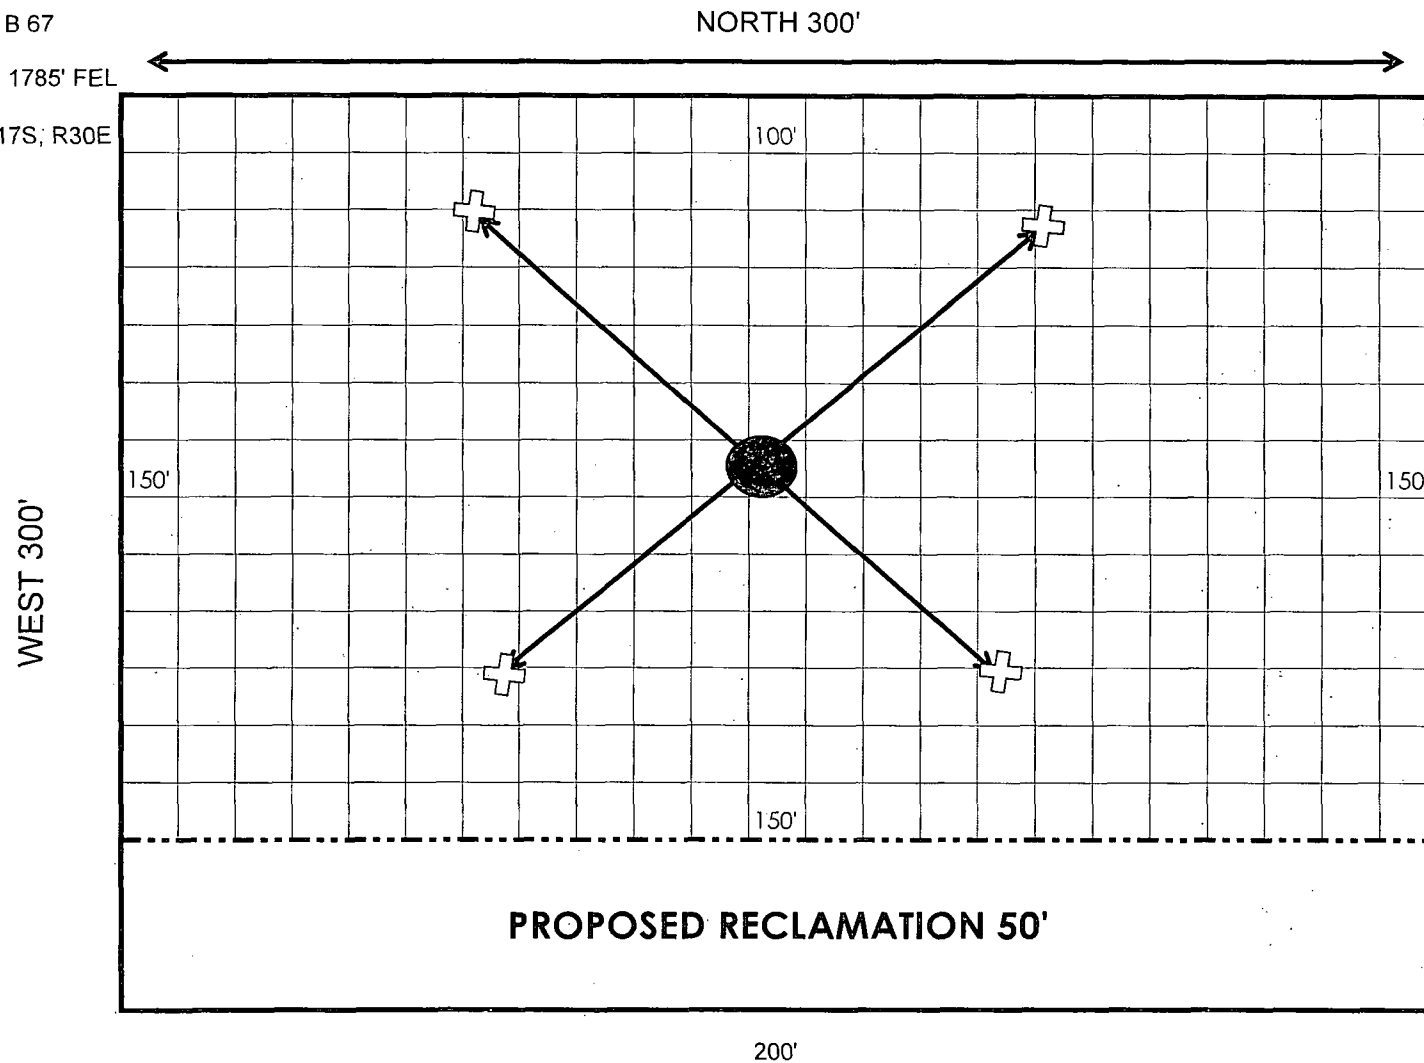 B 67
NORTH 300'
1785' FEL
17S; R30E
100'
150'
150
WEST 300'
150'
PROPOSED RECLAMATION 50'
200'